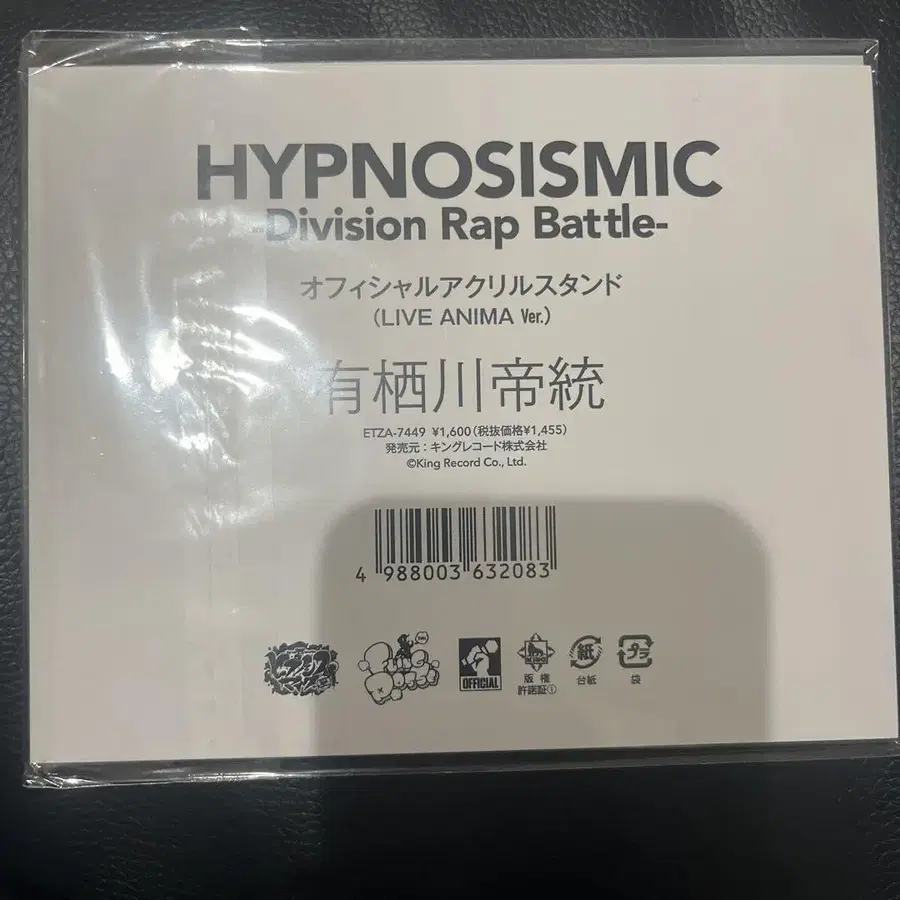 HYPNOSISMIC
-Division Rap Battle-
オフィシャルアクリルスタンド
(LIVE ANIMA Ver.)
有栖川帝統
ETZA-7449 ¥1,600(税抜価格¥1,455)
発売元:キングレコード株式会社
©King Record Co., Ltd.
4 988003 632083
OFFICIAL
版権
許諾証①
紙
台紙
プラ
袋